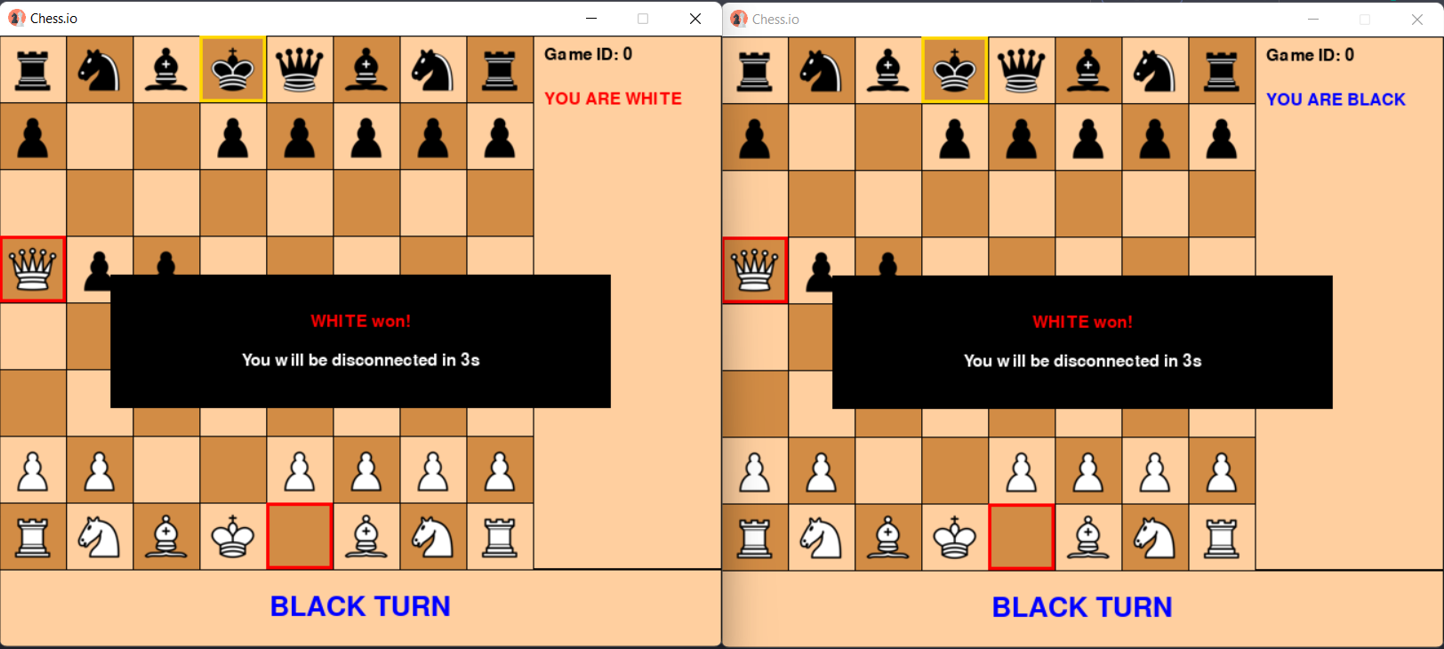 Chess.io
Game ID: 0
YOU ARE WHITE
WHITE won!
You will be disconnected in 3s
BLACK TURN
Chess.io
Game ID: 0
YOU ARE BLACK
WHITE won!
You will be disconnected in 3s
BLACK TURN